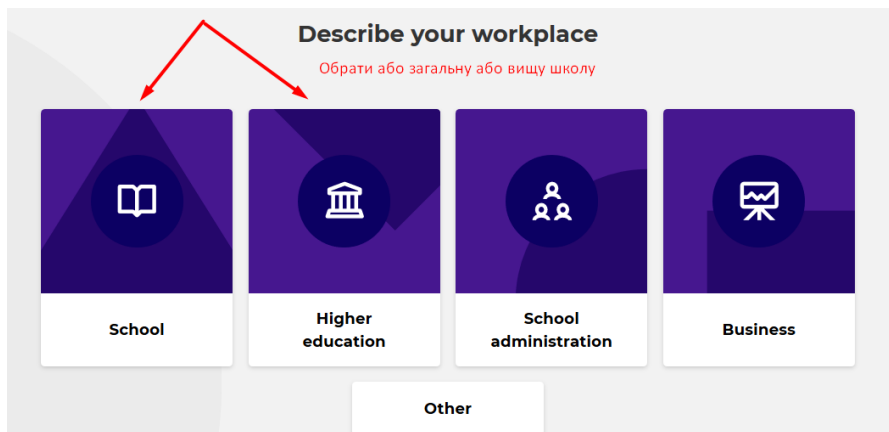 Describe your workplace
Обрати або загальну або вищу школу
School
Higher
education
School
administration
Business
Other